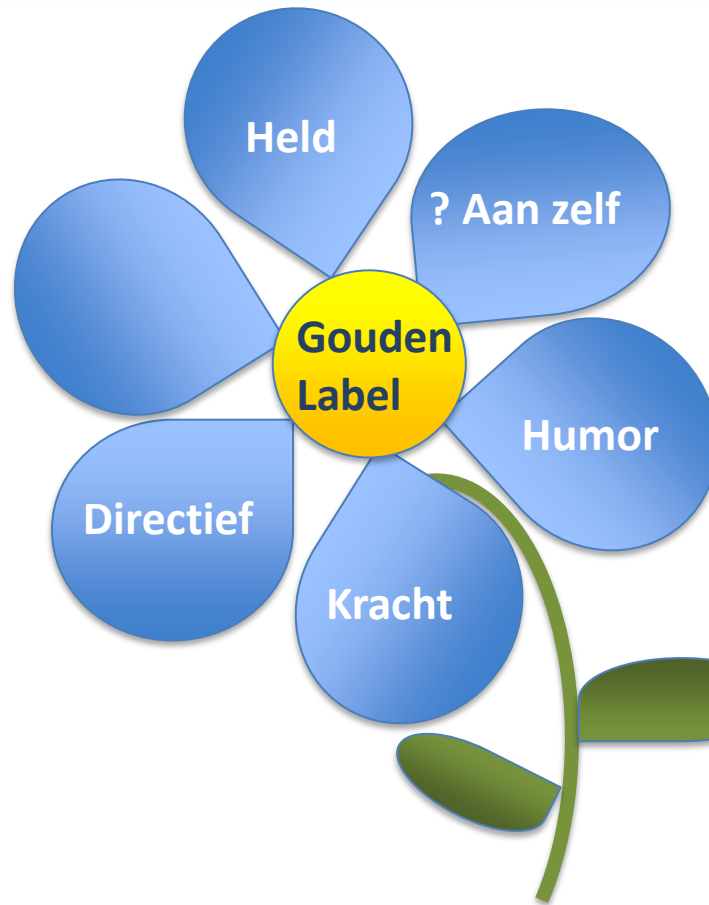 Held
? Aan zelf
Gouden
Label
Humor
Directief
Kracht